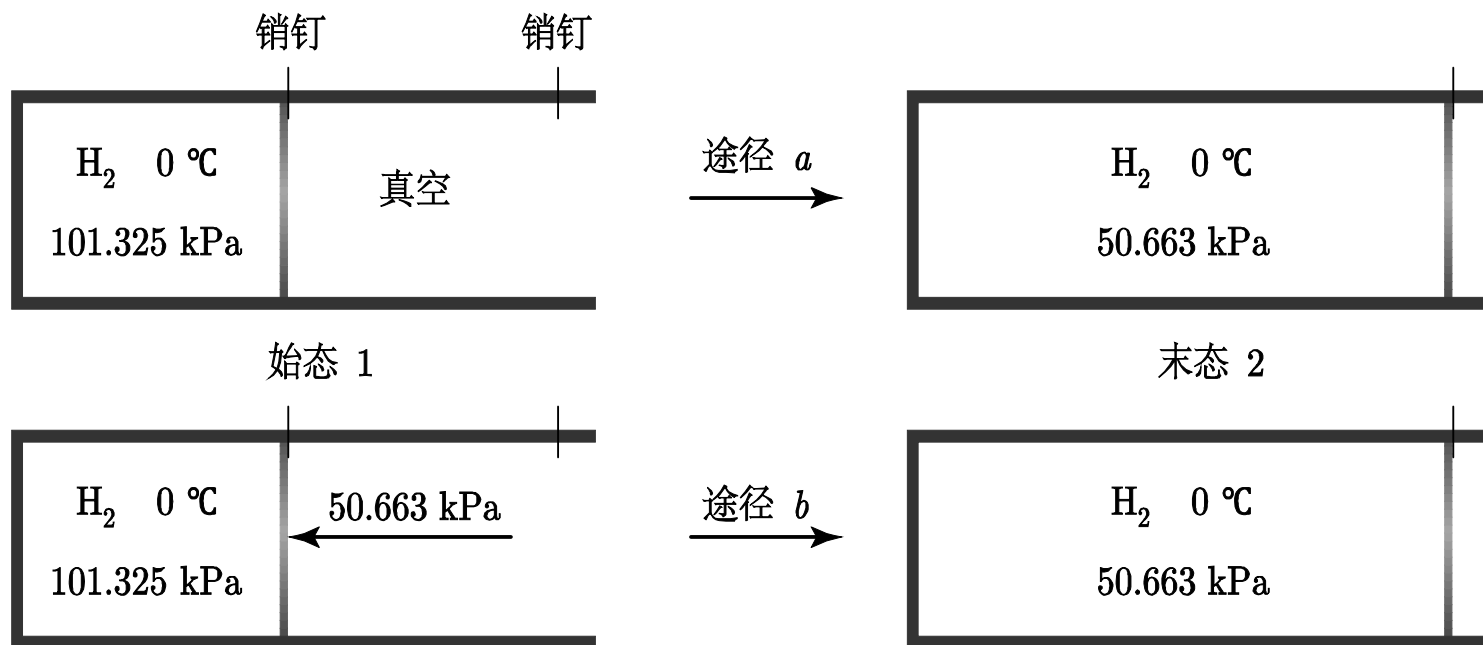 销钉 销钉
H₂ 0 ℃ 真空 途径 a H₂ 0 ℃
101.325 kPa 50.663 kPa
始态 1 末态 2
H₂ 0 ℃ 50.663 kPa 途径 b H₂ 0 ℃
101.325 kPa 50.663 kPa